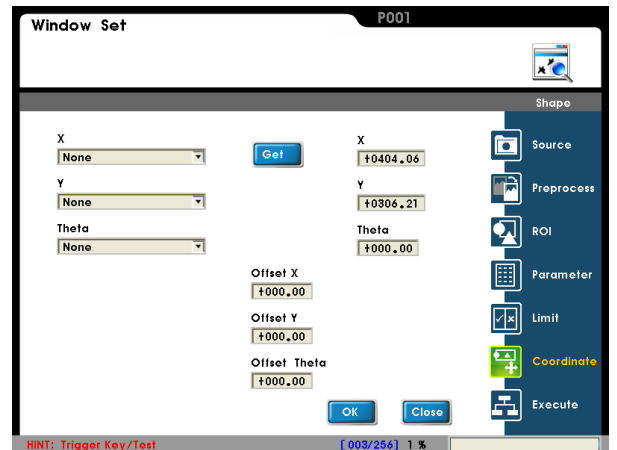 Window Set
P001
Shape
X
None
Get
X
+0404.06
Y
None
Y
+0306.21
Theta
None
Theta
+000.00
Offset X
+000.00
Offset Y
+000.00
Offset Theta
+000.00
OK
Close
Source
Preprocess
ROI
Parameter
Limit
Coordinate
Execute
HINT: Trigger Key/Test
[003/256] 1 %